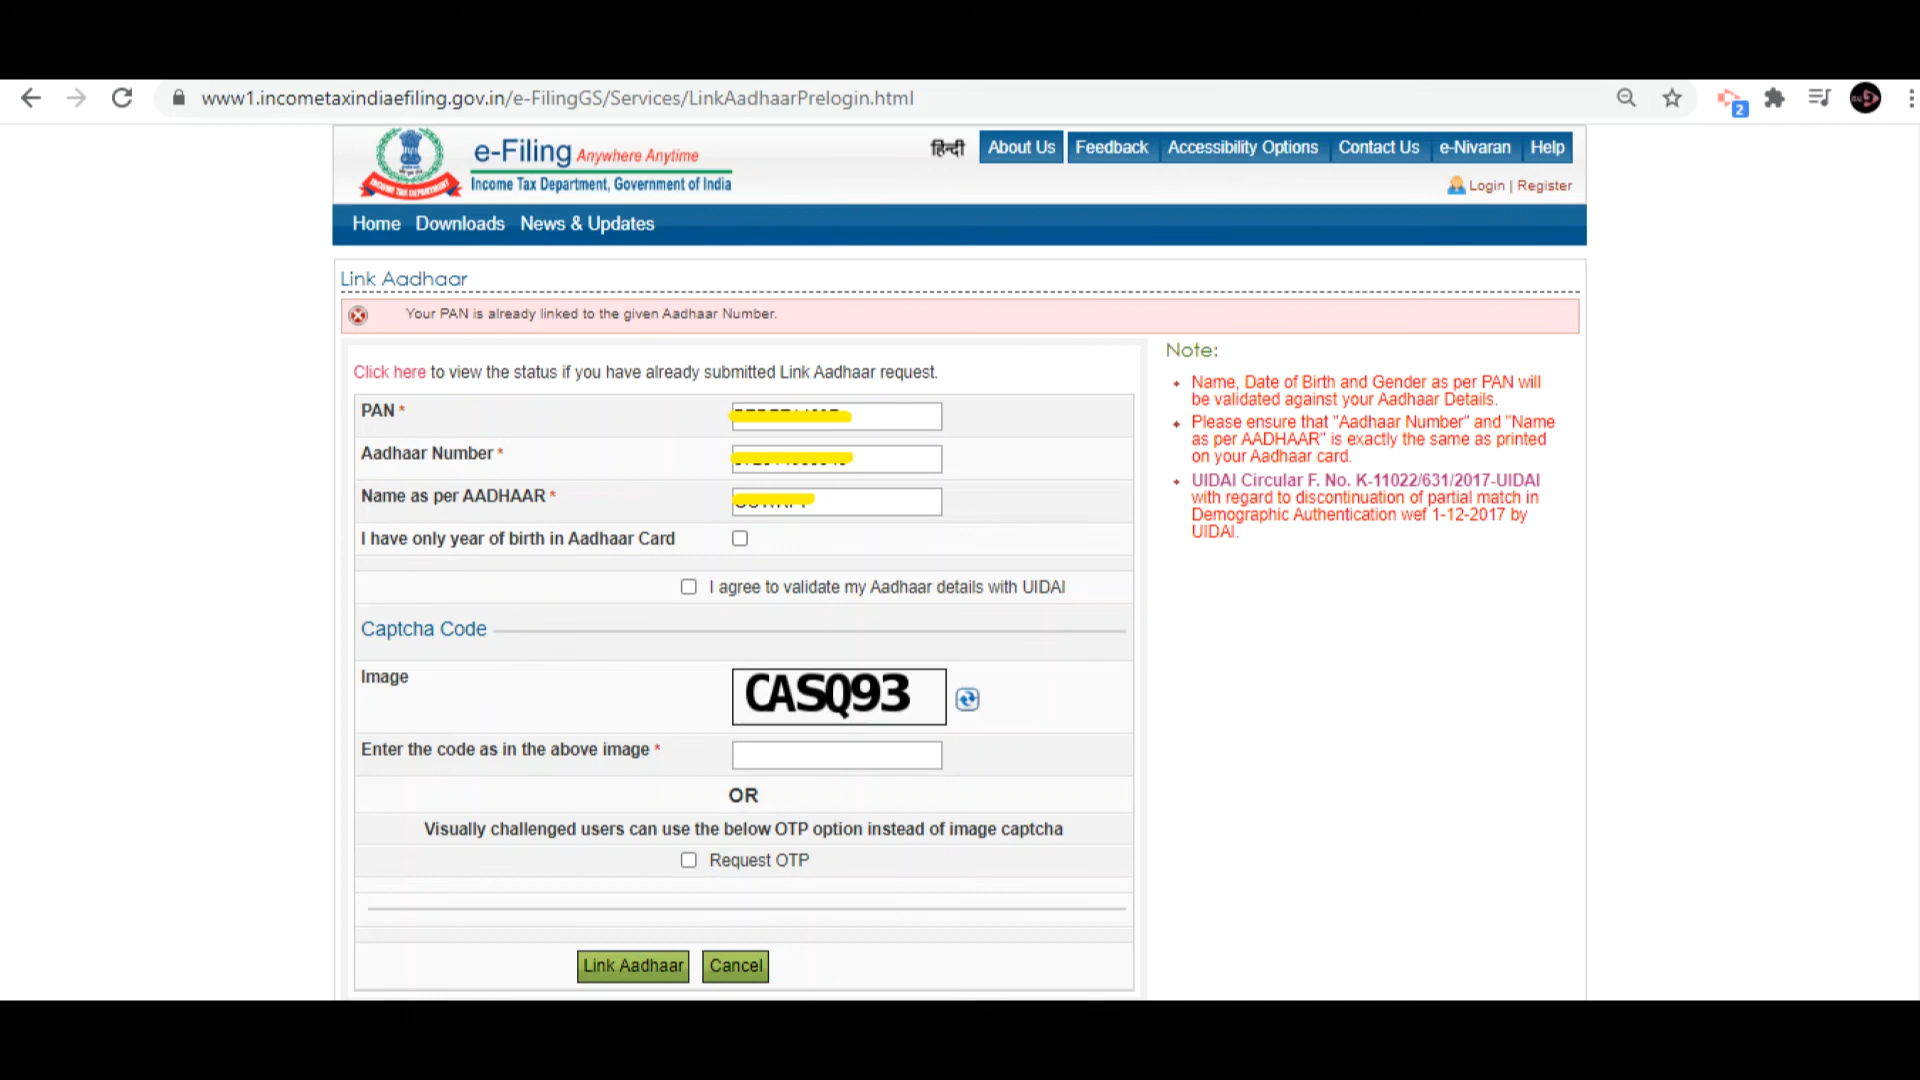 www1.incometaxindiaefiling.gov.in/e-FilingGS/Services/LinkAadhaarPrelogin.html
2
e-Filing Anywhere Anytime
Income Tax Department, Government of India
INCOME TAX DEPARTMENT
हिन्दी About Us Feedback Accessibility Options Contact Us e-Nivaran Help
Login | Register
Home Downloads News & Updates
Link Aadhaar
Your PAN is already linked to the given Aadhaar Number.
Click here to view the status if you have already submitted Link Aadhaar request.
PAN *
Aadhaar Number *
Name as per AADHAAR *
I have only year of birth in Aadhaar Card
I agree to validate my Aadhaar details with UIDAI
Captcha Code
Image
CASQ93
Enter the code as in the above image *
OR
Visually challenged users can use the below OTP option instead of image captcha
Request OTP
Link Aadhaar Cancel
Note:
Name, Date of Birth and Gender as per PAN will
be validated against your Aadhaar Details.
Please ensure that "Aadhaar Number" and "Name
as per AADHAAR" is exactly the same as printed
on your Aadhaar card.
UIDAI Circular F. No. K-11022/631/2017-UIDAI
with regard to discontinuation of partial match in
Demographic Authentication wef 1-12-2017 by
UIDAI.